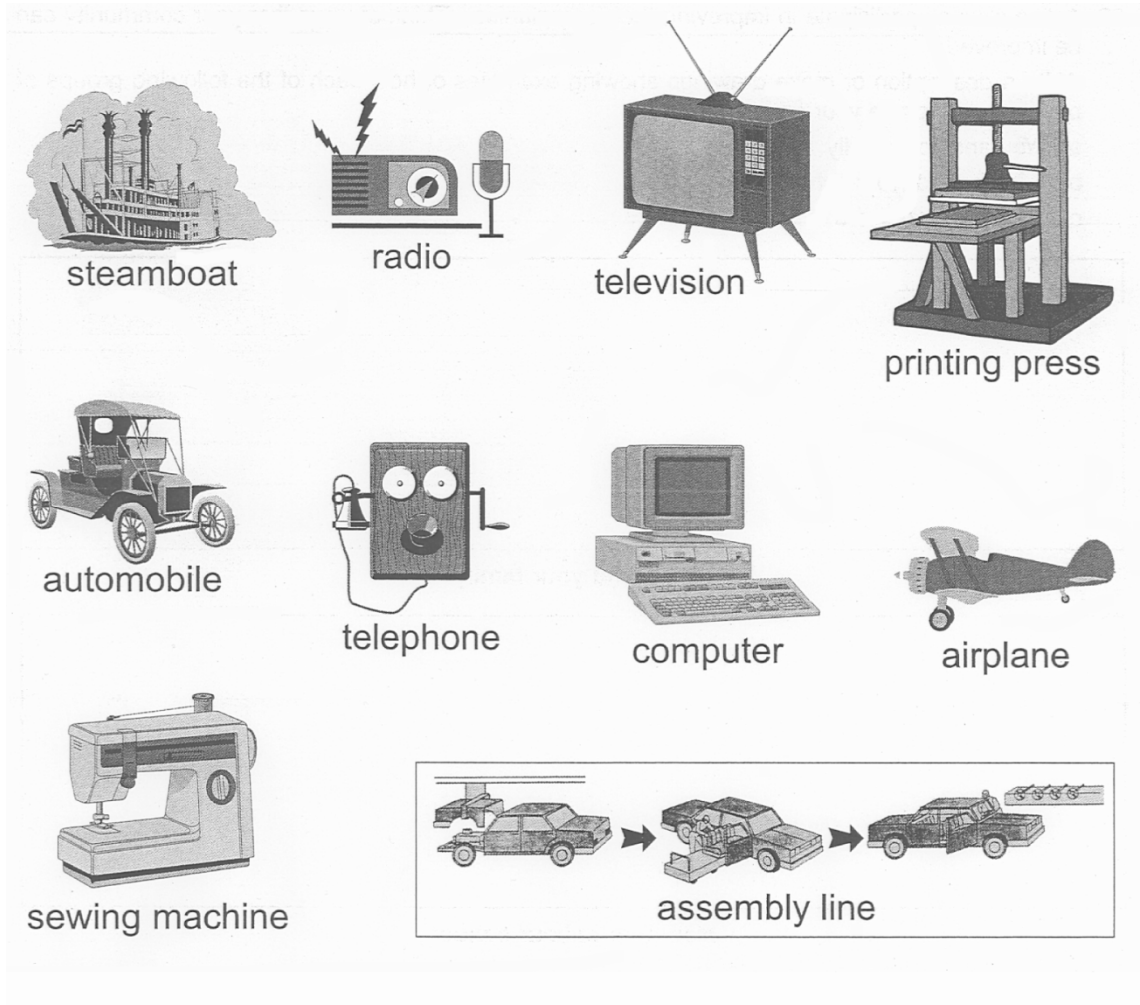 steamboat
radio
television
printing press
automobile
telephone
computer
airplane
sewing machine
assembly line